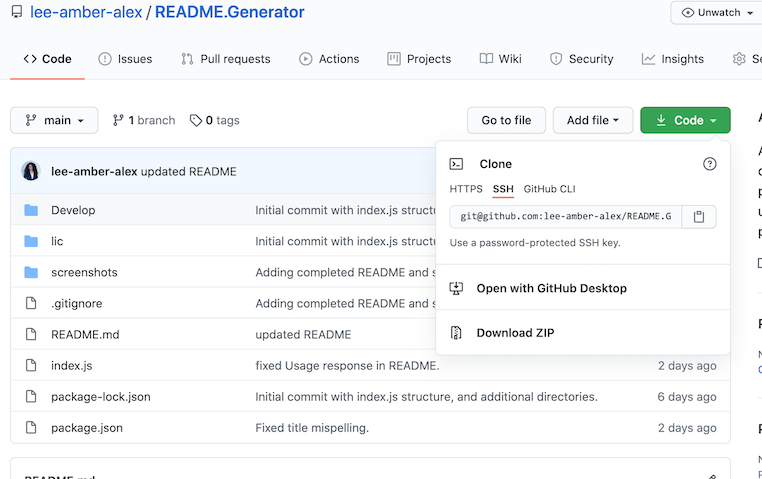 lee-amber-alex / README.Generator
Unwatch
Code Issues Pull requests Actions Projects Wiki Security Insights Se
main 1 branch 0 tags Go to file Add file Code
lee-amber-alex updated README
Clone
HTTPS SSH GitHub CLI
git@github.com:lee-amber-alex/README.G
Use a password-protected SSH key.
Open with GitHub Desktop
Download ZIP
Develop Initial commit with index.js structu
lic Initial commit with index.js structu
screenshots Adding completed README and s
.gitignore Adding completed README and s
README.md updated README
index.js fixed Usage response in README. 2 days ago
package-lock.json Initial commit with index.js structure, and additional directories. 6 days ago
package.json Fixed title mispelling. 2 days ago
README.md